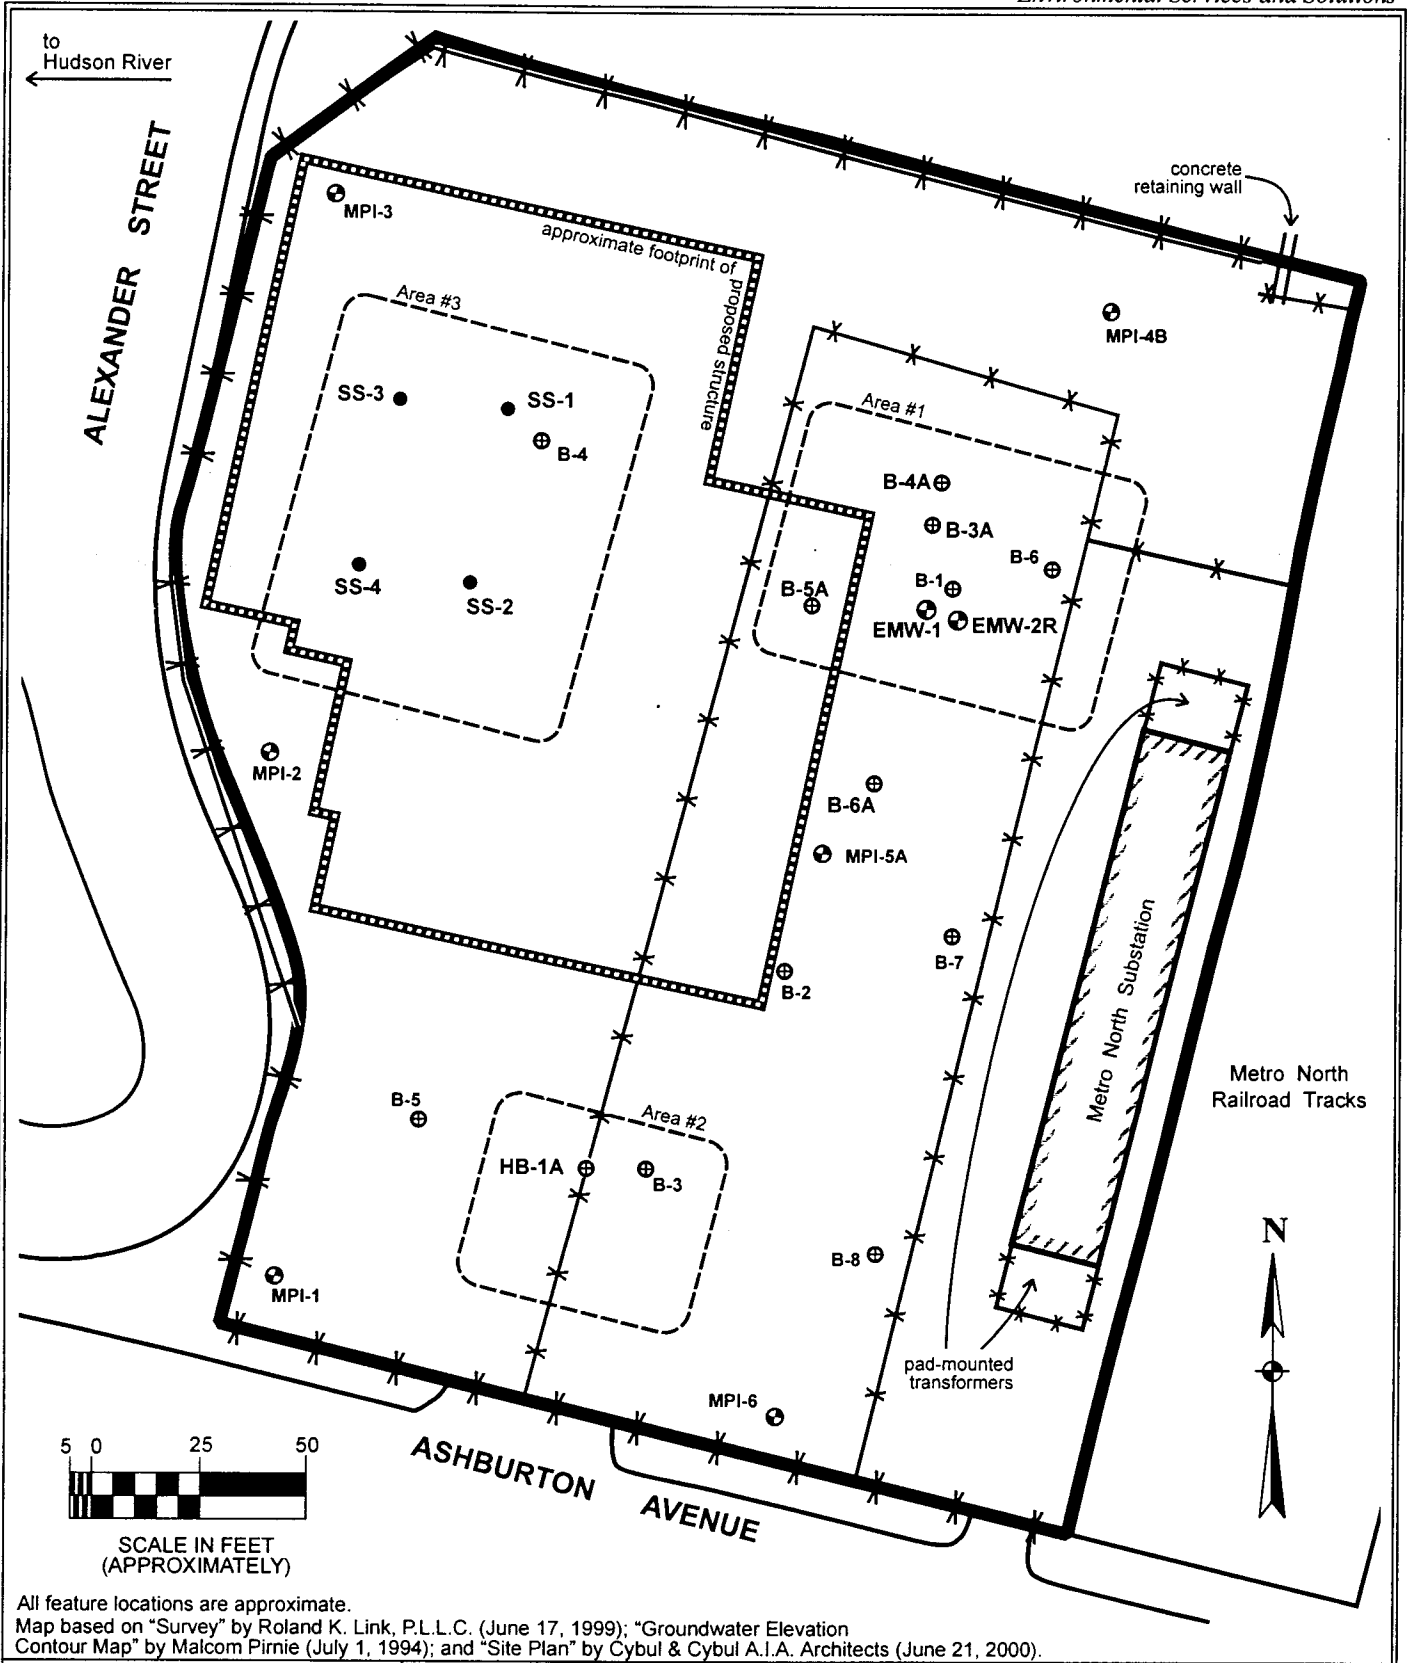 Environmental Services and Solutions
to
Hudson River
ALEXANDER STREET
concrete
retaining wall
MPI-3
approximate footprint of
proposed structure
Area #3
MPI-4B
SS-3
SS-1
B-4
Area #1
B-4A
B-3A
B-6
B-1
B-5A
EMW-1
EMW-2R
SS-4
SS-2
MPI-2
B-6A
MPI-5A
B-7
B-2
Metro North Substation
Metro North
Railroad Tracks
B-5
Area #2
HB-1A
B-3
B-8
MPI-1
N
pad-mounted
transformers
MPI-6
ASHBURTON AVENUE
5 0 25 50
SCALE IN FEET
(APPROXIMATELY)
All feature locations are approximate.
Map based on "Survey" by Roland K. Link, P.L.L.C. (June 17, 1999); "Groundwater Elevation
Contour Map" by Malcom Pirnie (July 1, 1994); and "Site Plan" by Cybul & Cybul A.I.A. Architects (June 21, 2000).